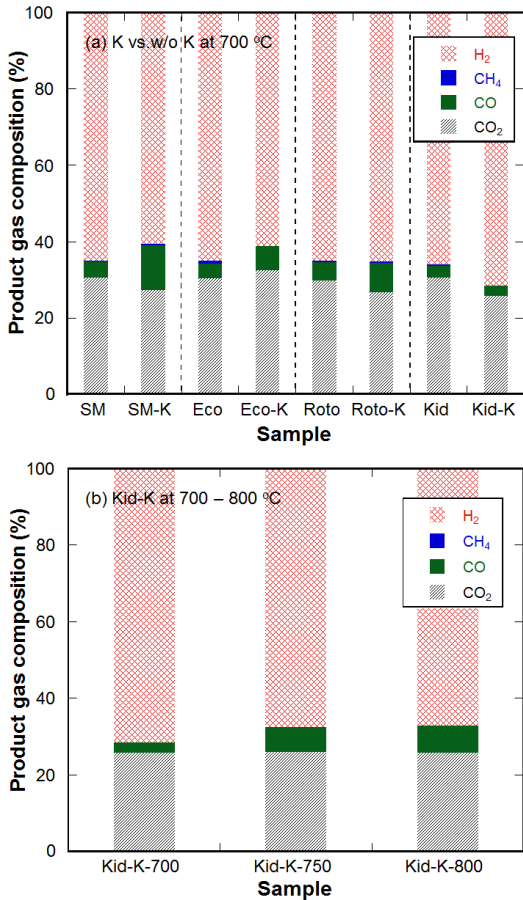 100
(a) K vs.w/o K at 700 °C
H₂
CH₄
CO
CO₂
80
60
40
20
0
Product gas composition (%)
SM SM-K Eco Eco-K Roto Roto-K Kid Kid-K
Sample
100
(b) Kid-K at 700 – 800 °C
H₂
CH₄
CO
CO₂
80
60
40
20
0
Product gas composition (%)
Kid-K-700 Kid-K-750 Kid-K-800
Sample